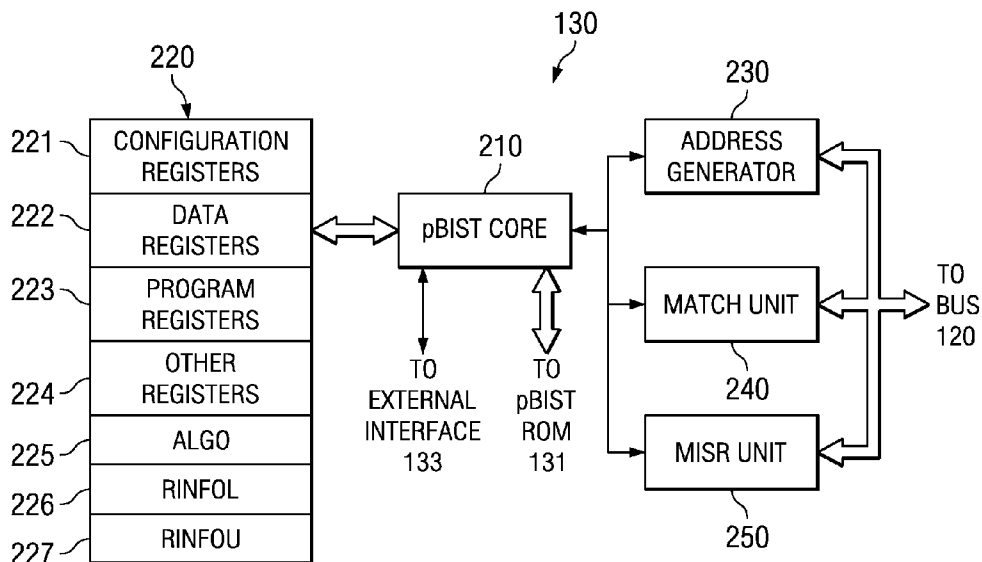 130
220
221
CONFIGURATION
REGISTERS
222
DATA
REGISTERS
223
PROGRAM
REGISTERS
224
OTHER
REGISTERS
225
ALGO
226
RINFOL
227
RINFOU
210
pBIST CORE
TO
EXTERNAL
INTERFACE
133
TO
pBIST
ROM
131
230
ADDRESS
GENERATOR
MATCH UNIT
240
MISR UNIT
250
TO
BUS
120